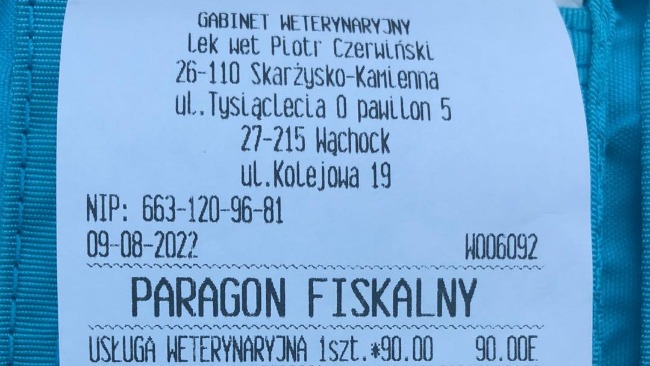 GABINET WETERYNARYJNY
Lek wet Piotr Czerwiński
26-110 Skarżysko-Kamienna
ul.Tysiąclecia 0 pawilon 5
27-215 Wąchock
ul.Kolejowa 19
NIP: 663-120-96-81
09-08-2022 W006092
PARAGON FISKALNY
USŁUGA WETERYNARYJNA 1szt.*90.00 90.00E